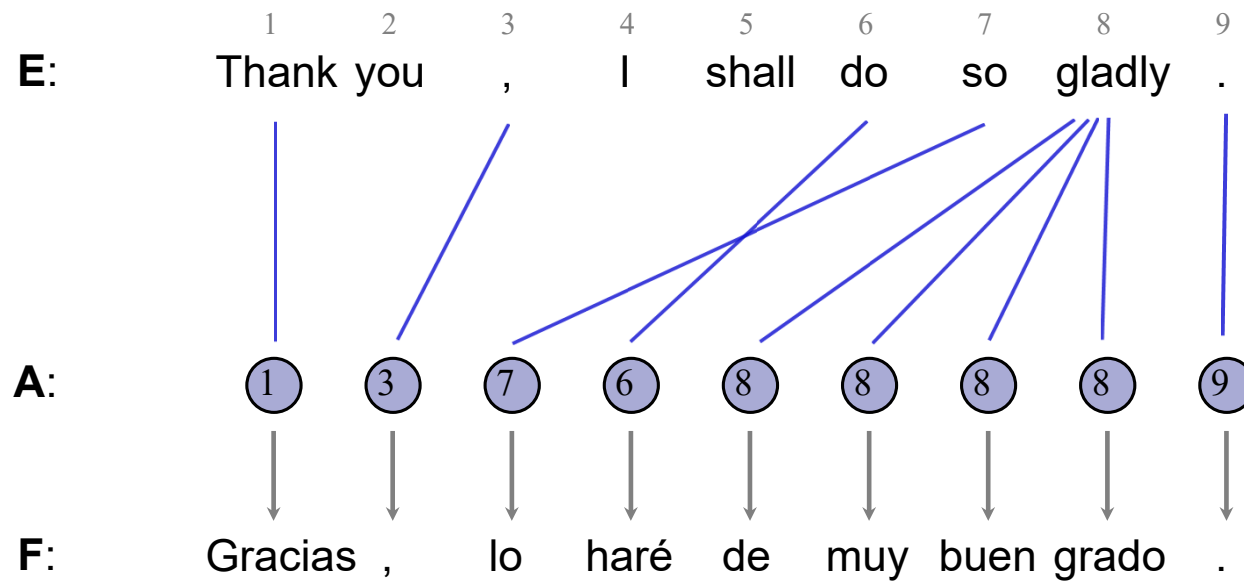 1 2 3 4 5 6 7 8 9
E: Thank you , I shall do so gladly .
A: 1 3 7 6 8 8 8 8 9
F: Gracias , lo haré de muy buen grado .